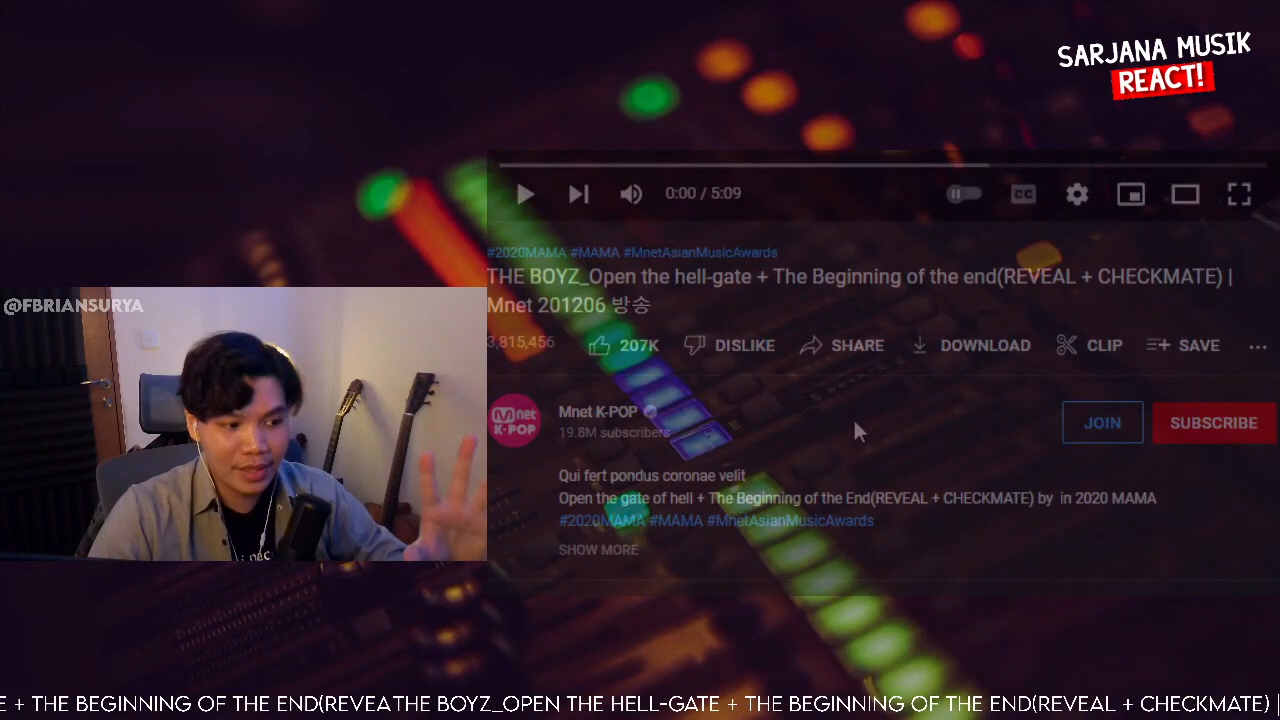 SARJANA MUSIK
REACT!
0:00 / 5:09
CC
#2020MAMA #MAMA #MnetAsianMusicAwards
THE BOYZ_Open the hell-gate + The Beginning of the end(REVEAL + CHECKMATE) |
Mnet 201206 방송
3,815,456 207K DISLIKE SHARE DOWNLOAD CLIP SAVE
@FBRIANSURYA
Mnet K-POP
Mnet K-POP
19.8M subscribers
JOIN SUBSCRIBE
Qui fert pondus coronae velit
Open the gate of hell + The Beginning of the End(REVEAL + CHECKMATE) by in 2020 MAMA
#2020MAMA #MAMA #MnetAsianMusicAwards
SHOW MORE
E + THE BEGINNING OF THE END(REVEATHE BOYZ_OPEN THE HELL-GATE + THE BEGINNING OF THE END(REVEAL + CHECKMATE) |